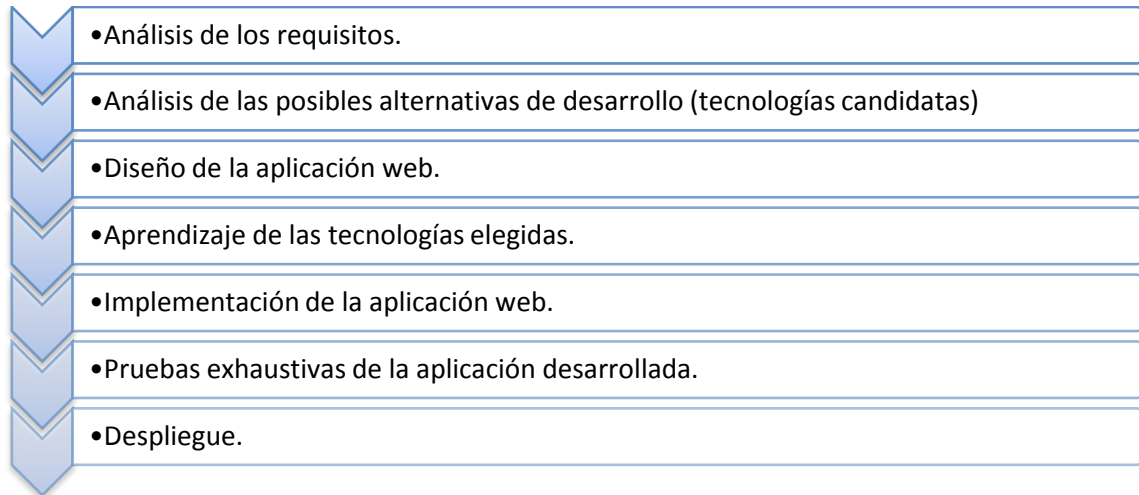 •Análisis de los requisitos.
•Análisis de las posibles alternativas de desarrollo (tecnologías candidatas)
•Diseño de la aplicación web.
•Aprendizaje de las tecnologías elegidas.
•Implementación de la aplicación web.
•Pruebas exhaustivas de la aplicación desarrollada.
•Despliegue.